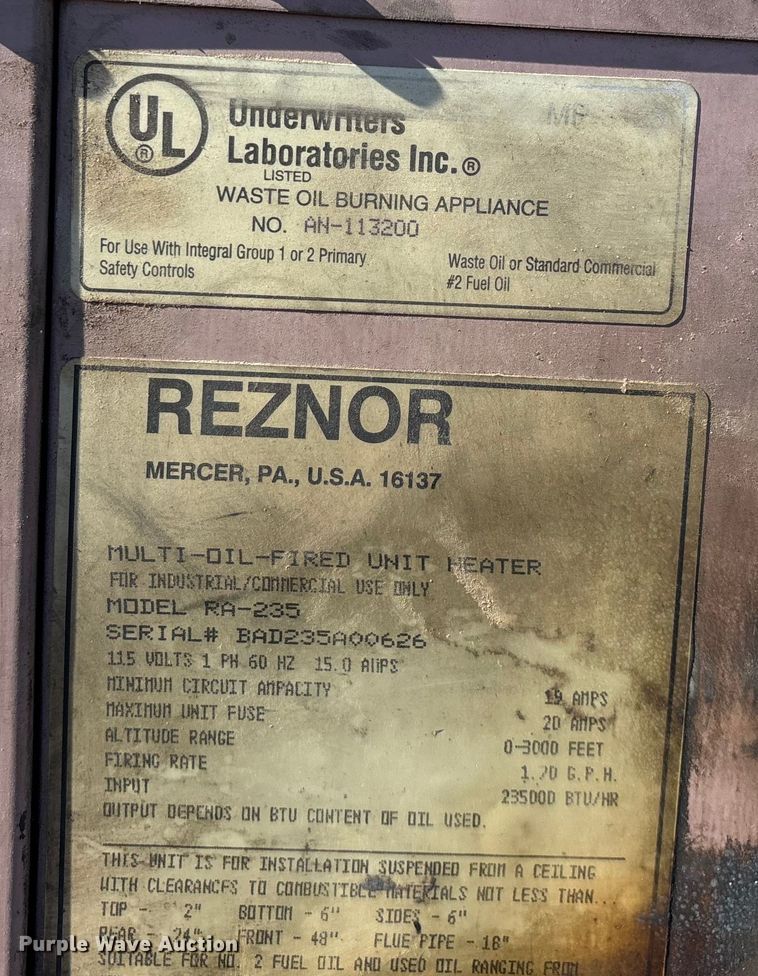 UL
®
Underwriters
Laboratories Inc.®
LISTED
WASTE OIL BURNING APPLIANCE
NO. AN-113200
For Use With Integral Group 1 or 2 Primary
Safety Controls
Waste Oil or Standard Commercial
#2 Fuel Oil
REZNOR
MERCER, PA., U.S.A. 16137
MULTI-OIL-FIRED UNIT HEATER
FOR INDUSTRIAL/COMMERCIAL USE ONLY
MODEL RA-235
SERIAL# BAD235A00626
115 VOLTS 1 PH 60 HZ 15.0 AMPS
MINIMUM CIRCUIT AMPACITY 19 AMPS
MAXIMUM UNIT FUSE 20 AMPS
ALTITUDE RANGE 0-3000 FEET
FIRING RATE 1.70 G.P.H.
INPUT 235000 BTU/HR
OUTPUT DEPENDS ON BTU CONTENT OF OIL USED.
THIS UNIT IS FOR INSTALLATION SUSPENDED FROM A CEILING
WITH CLEARANCES TO COMBUSTIBLE MATERIALS NOT LESS THAN...
TOP - 2" BOTTOM - 6" SIDES - 6"
REAR - 24" FRONT - 48" FLUE PIPE - 18"
SUITABLE FOR NO. 2 FUEL OIL AND USED OIL RANGING FROM
Purple Wave Auction